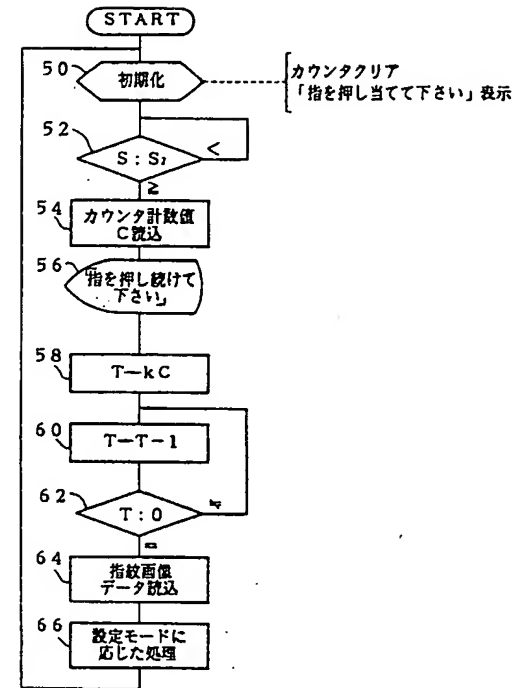 START
50
初期化
カウンタクリア
「指を押し当てて下さい」表示
52
S:S₂
<
≥
54
カウンタ計数値
C読込
56
「指を押し続けて
下さい」
58
T←kC
60
T←T-1
62
T:0
≠
=
64
指紋画像
データ読込
66
設定モードに
応じた処理